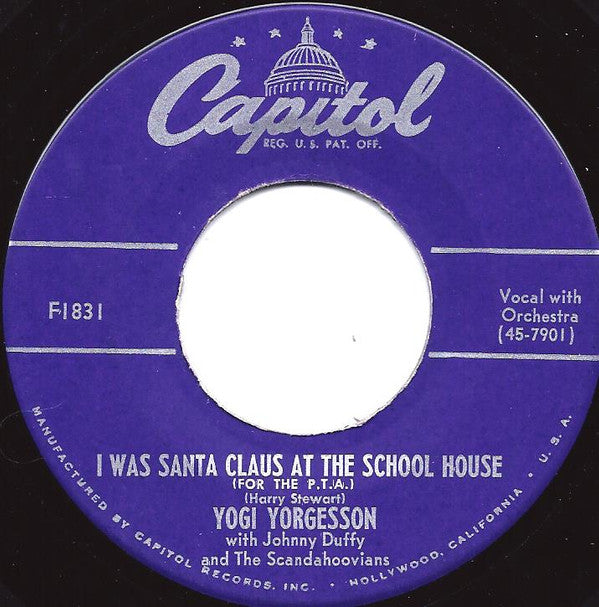 Capitol
REG. U.S. PAT. OFF.
F-1831
Vocal with
Orchestra
(45-7901)
I WAS SANTA CLAUS AT THE SCHOOL HOUSE
(FOR THE P.T.A.)
(Harry Stewart)
YOGI YORGESSON
with Johnny Duffy
and The Scandahoovians
MANUFACTURED BY CAPITOL RECORDS, INC. • HOLLYWOOD, CALIFORNIA • U.S.A.